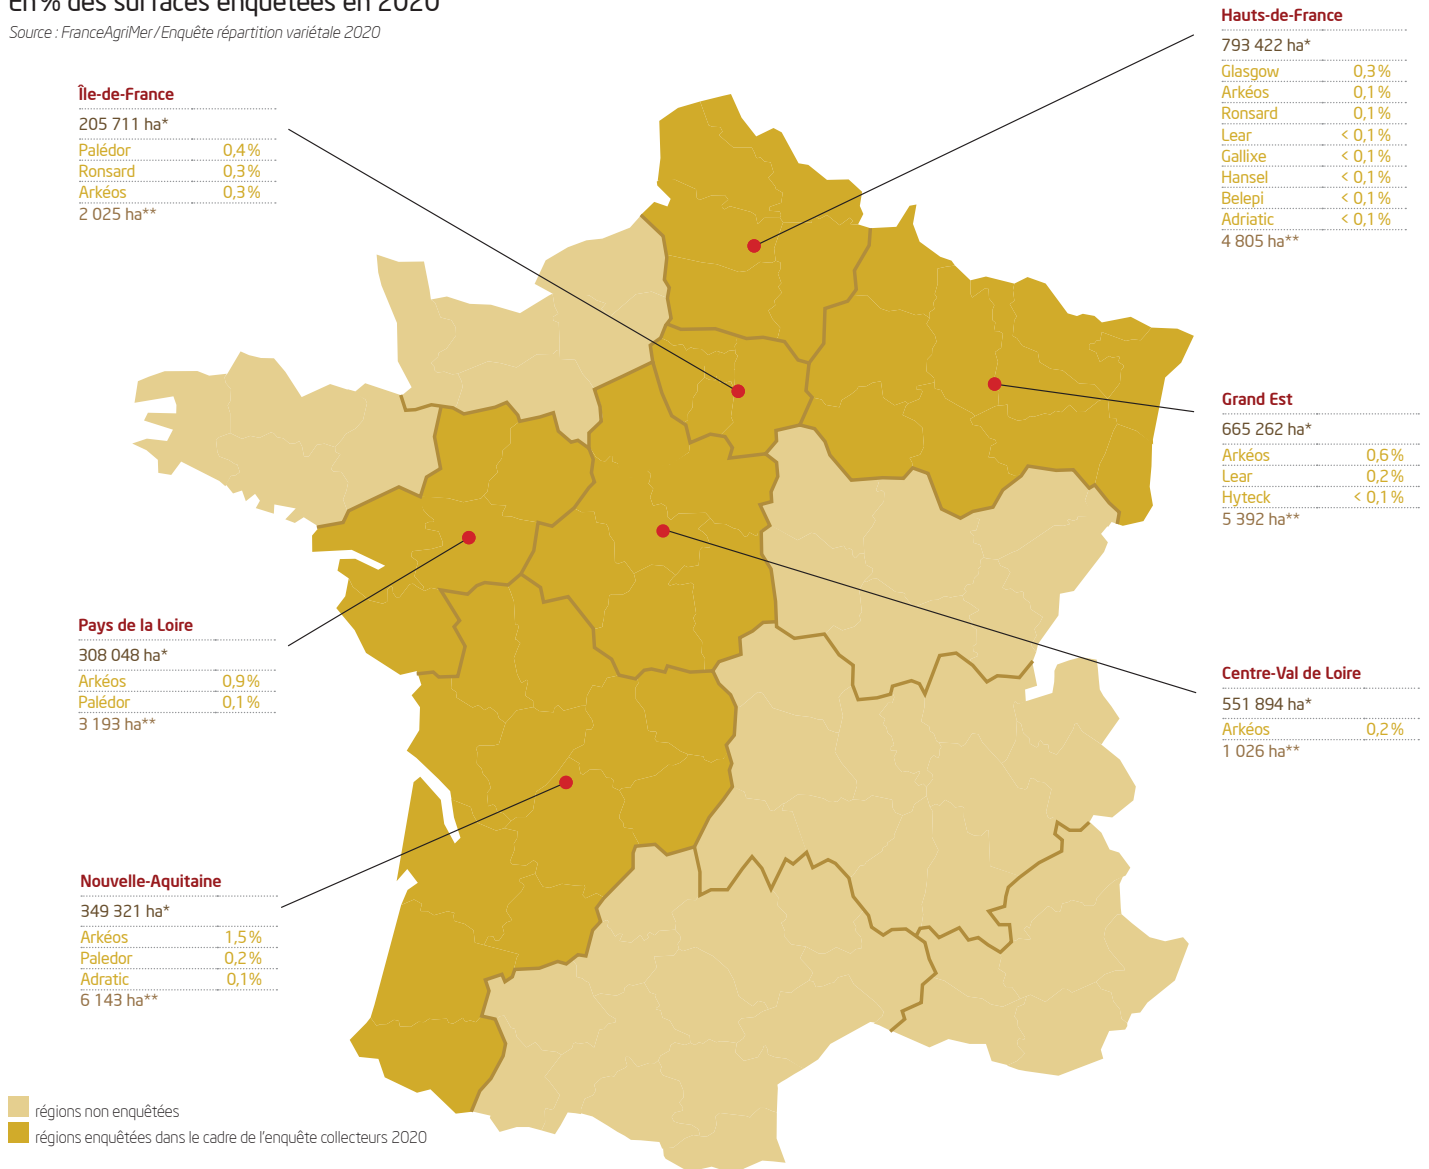 En % des surfaces enquêtées en 2020
Source : FranceAgriMer / Enquête répartition variétale 2020
Île-de-France
205 711 ha*
Palédor 0,4 %
Ronsard 0,3 %
Arkéos 0,3 %
2 025 ha**
Hauts-de-France
793 422 ha*
Glasgow 0,3 %
Arkéos 0,1 %
Ronsard 0,1 %
Lear < 0,1 %
Gallixe < 0,1 %
Hansel < 0,1 %
Belepi < 0,1 %
Adriatic < 0,1 %
4 805 ha**
Grand Est
665 262 ha*
Arkéos 0,6 %
Lear 0,2 %
Hyteck < 0,1 %
5 392 ha**
Pays de la Loire
308 048 ha*
Arkéos 0,9 %
Palédor 0,1 %
3 193 ha**
Centre-Val de Loire
551 894 ha*
Arkéos 0,2 %
1 026 ha**
Nouvelle-Aquitaine
349 321 ha*
Arkéos 1,5 %
Paledor 0,2 %
Adratic 0,1%
6 143 ha**
régions non enquêtées
régions enquêtées dans le cadre de l'enquête collecteurs 2020